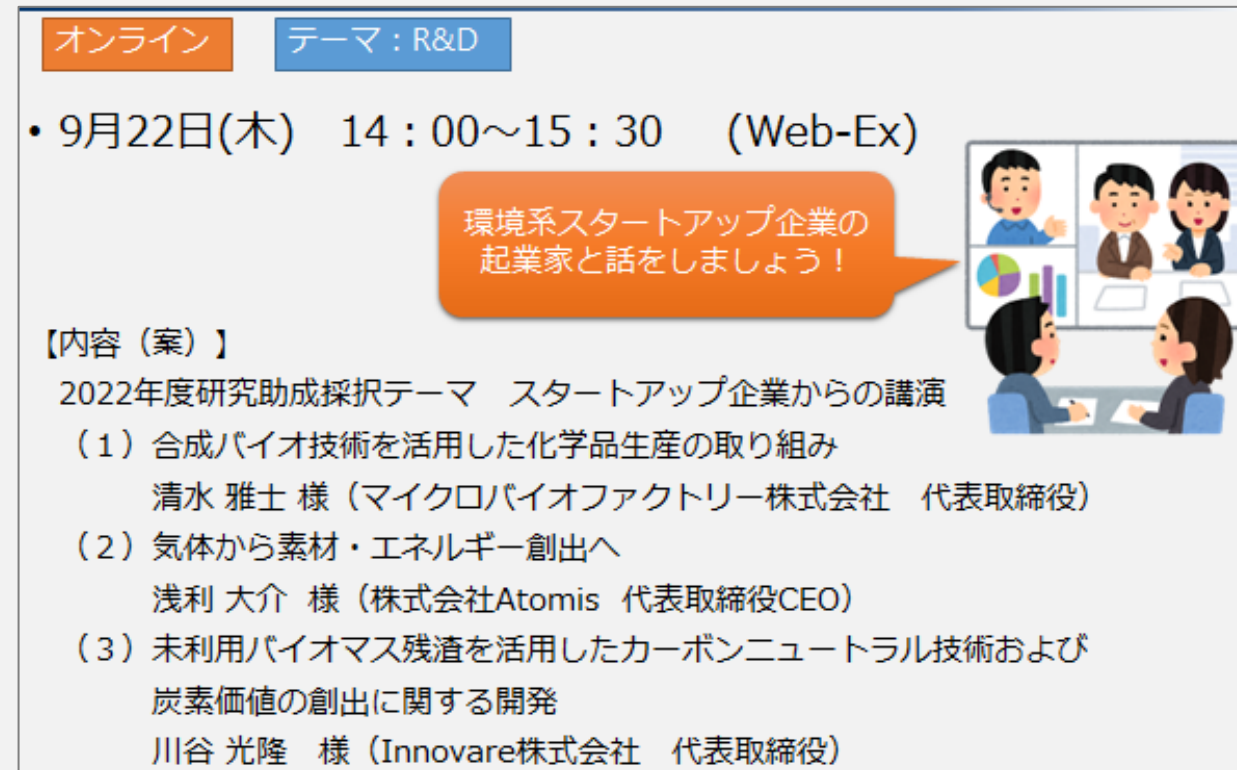 オンライン
テーマ：R&D
・9月22日(木)　14：00～15：30　(Web-Ex)
環境系スタートアップ企業の
起業家と話をしましょう！
【内容（案）】
2022年度研究助成採択テーマ　スタートアップ企業からの講演
（１）合成バイオ技術を活用した化学品生産の取り組み
清水 雅士 様（マイクロバイオファクトリー株式会社　代表取締役）
（２）気体から素材・エネルギー創出へ
浅利 大介 様（株式会社Atomis 代表取締役CEO）
（３）未利用バイオマス残渣を活用したカーボンニュートラル技術および
炭素価値の創出に関する開発
川谷 光隆　様（Innovare株式会社　代表取締役）